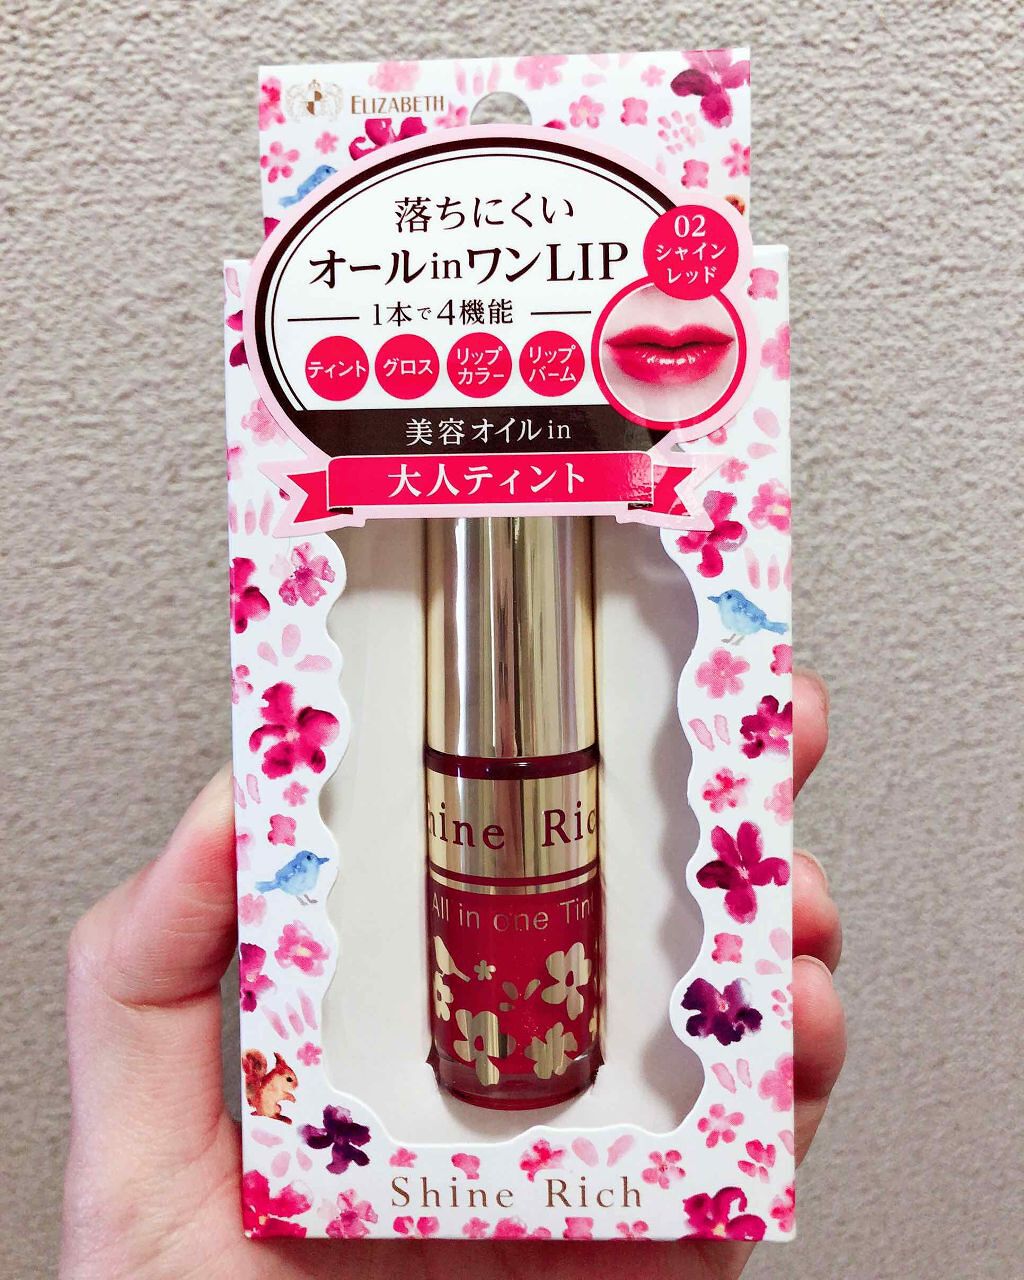 ELIZABETH
落ちにくい
オールinワンLIP
1本で4機能
ティント
グロス
リップ
カラー
リップ
バーム
02
シャイン
レッド
美容オイルin
大人ティント
hine Ric
All in one Tin
Shine Rich